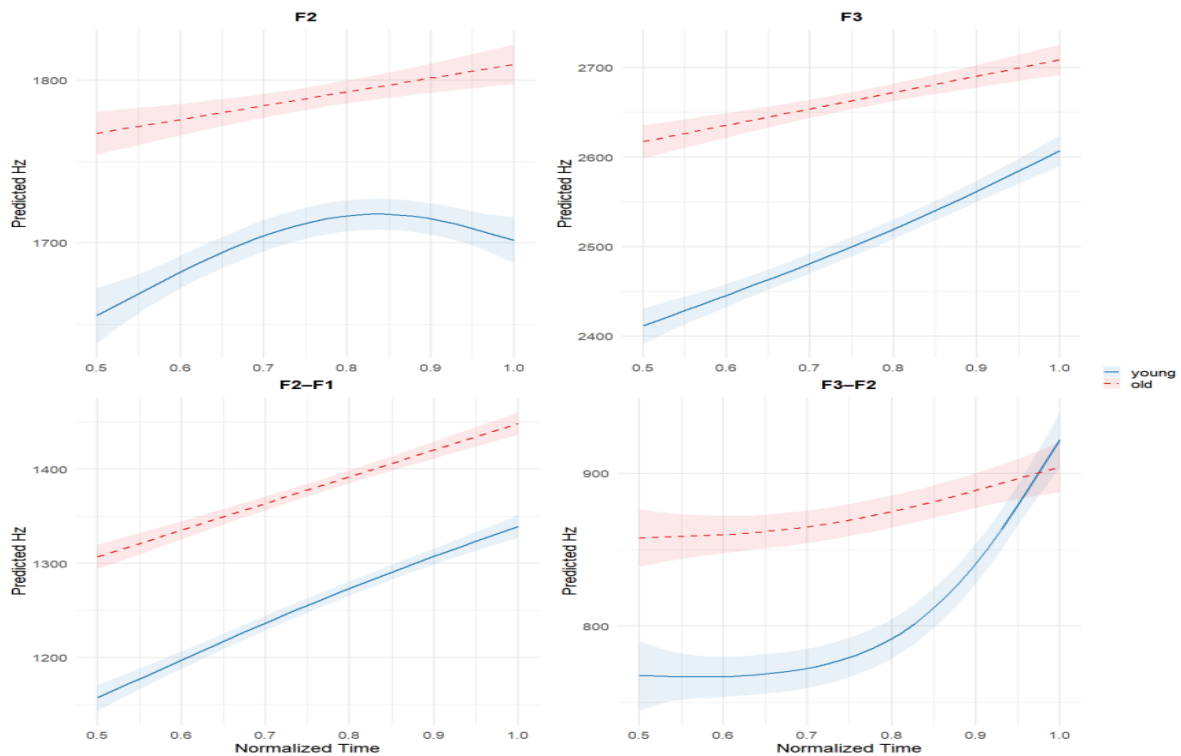 F2
F3
Predicted Hz
1800
1700
0.5 0.6 0.7 0.8 0.9 1.0
Predicted Hz
2700
2600
2500
2400
0.5 0.6 0.7 0.8 0.9 1.0
F2–F1
F3–F2
Predicted Hz
1400
1300
1200
0.5 0.6 0.7 0.8 0.9 1.0
Normalized Time
Predicted Hz
900
800
0.5 0.6 0.7 0.8 0.9 1.0
Normalized Time
young
old